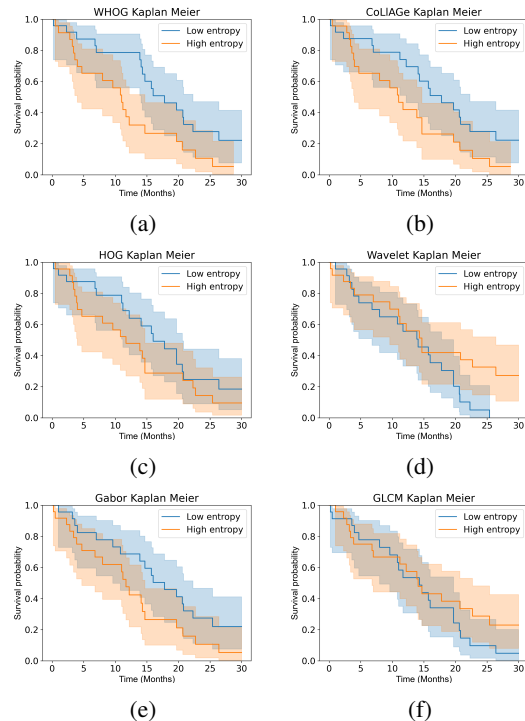 WHOG Kaplan Meier
Survival probability
1.0
0.8
0.6
0.4
0.2
0.0
Low entropy
High entropy
0 5 10 15 20 25 30
Time (Months)
(a)
CoLlAGe Kaplan Meier
Survival probability
1.0
0.8
0.6
0.4
0.2
0.0
Low entropy
High entropy
0 5 10 15 20 25 30
Time (Months)
(b)
HOG Kaplan Meier
Survival probability
1.0
0.8
0.6
0.4
0.2
0.0
Low entropy
High entropy
0 5 10 15 20 25 30
Time (Months)
(c)
Wavelet Kaplan Meier
Survival probability
1.0
0.8
0.6
0.4
0.2
0.0
Low entropy
High entropy
0 5 10 15 20 25 30
Time (Months)
(d)
Gabor Kaplan Meier
Survival probability
1.0
0.8
0.6
0.4
0.2
0.0
Low entropy
High entropy
0 5 10 15 20 25 30
Time (Months)
(e)
GLCM Kaplan Meier
Survival probability
1.0
0.8
0.6
0.4
0.2
0.0
Low entropy
High entropy
0 5 10 15 20 25 30
Time (Months)
(f)